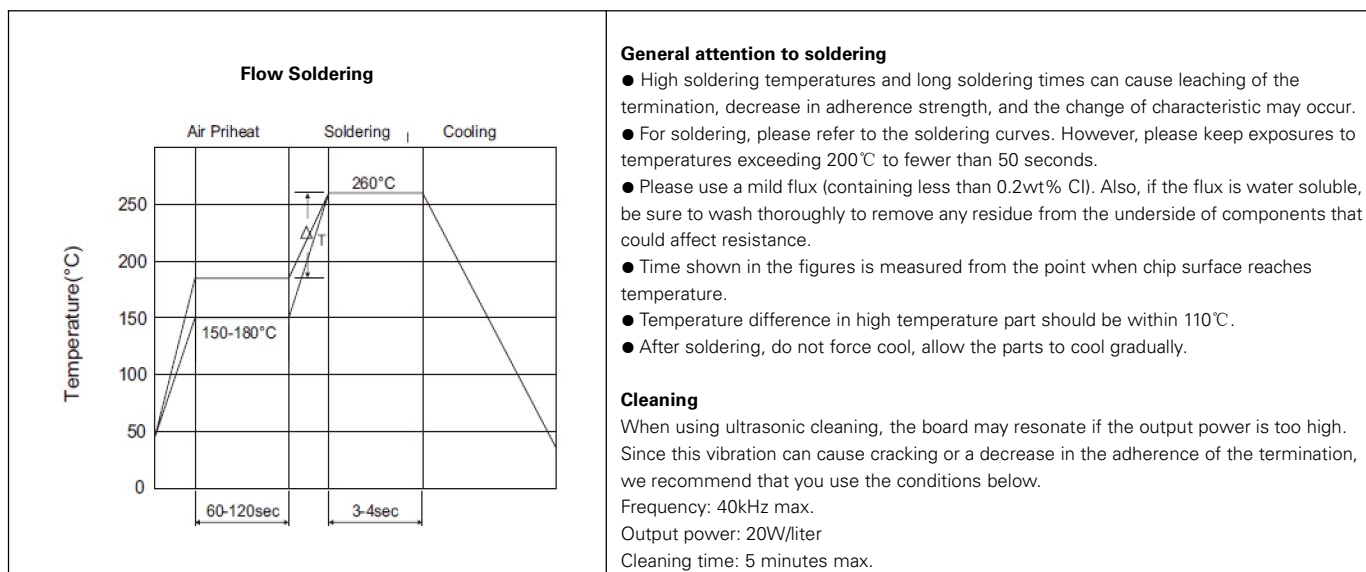 Flow Soldering
Air Priheat
Soldering
Cooling
260°C
△T
150-180°C
Temperature(°C)
250
200
150
100
50
0
60-120sec
3-4sec
General attention to soldering
● High soldering temperatures and long soldering times can cause leaching of the
termination, decrease in adherence strength, and the change of characteristic may occur.
● For soldering, please refer to the soldering curves. However, please keep exposures to
temperatures exceeding 200℃ to fewer than 50 seconds.
● Please use a mild flux (containing less than 0.2wt% Cl). Also, if the flux is water soluble,
be sure to wash thoroughly to remove any residue from the underside of components that
could affect resistance.
● Time shown in the figures is measured from the point when chip surface reaches
temperature.
● Temperature difference in high temperature part should be within 110℃.
● After soldering, do not force cool, allow the parts to cool gradually.
Cleaning
When using ultrasonic cleaning, the board may resonate if the output power is too high.
Since this vibration can cause cracking or a decrease in the adherence of the termination,
we recommend that you use the conditions below.
Frequency: 40kHz max.
Output power: 20W/liter
Cleaning time: 5 minutes max.